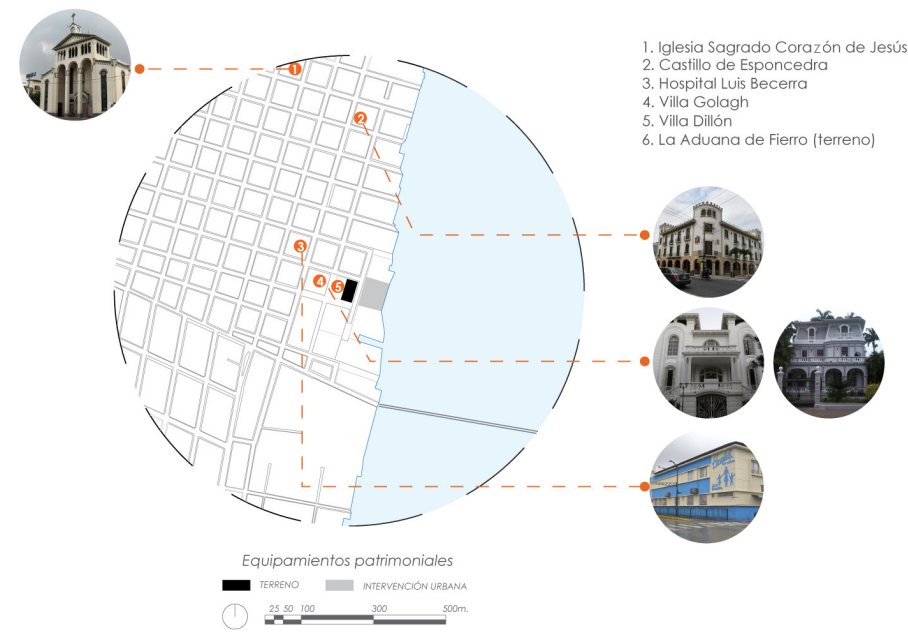 1. Iglesia Sagrado Corazón de Jesús
2. Castillo de Esponcedra
3. Hospital Luis Becerra
4. Villa Golagh
5. Villa Dillón
6. La Aduana de Fierro (terreno)
1
2
3
4
5
Equipamientos patrimoniales
TERRENO INTERVENCIÓN URBANA
25 50 100 300 500m.